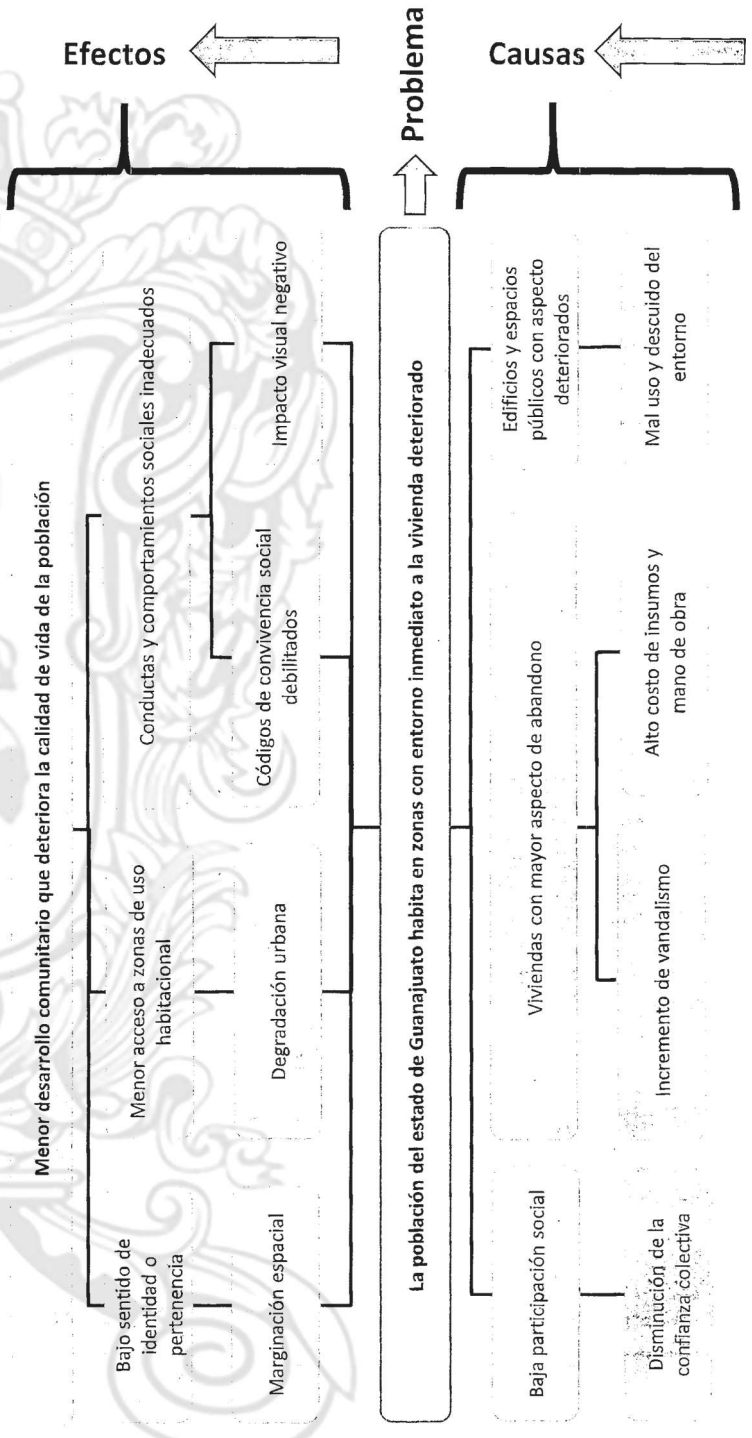 Menor desarrollo comunitario que deteriora la calidad de vida de la población
Bajo sentido de
identidad o
pertenencia
Menor acceso a zonas de uso
habitacional
Conductas y comportamientos sociales inadecuados
Marginación espacial
Degradación urbana
Códigos de convivencia social
debilitados
Impacto visual negativo
Efectos
La población del estado de Guanajuato habita en zonas con entorno inmediato a la vivienda deteriorado
Problema
Baja participación social
Viviendas con mayor aspecto de abandono
Edificios y espacios
públicos con aspecto
deteriorados
Disminución de la
confianza colectiva
Incremento de vandalismo
Alto costo de insumos y
mano de obra
Mal uso y descuido del
entorno
Causas